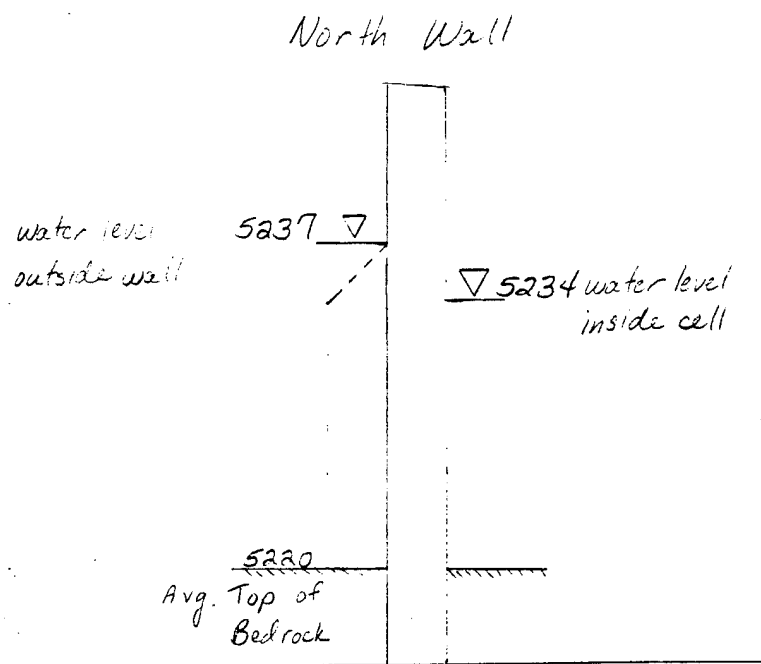 North Wall
water level
outside wall
5237
5234 water level
inside cell
5220
Avg. Top of
Bedrock